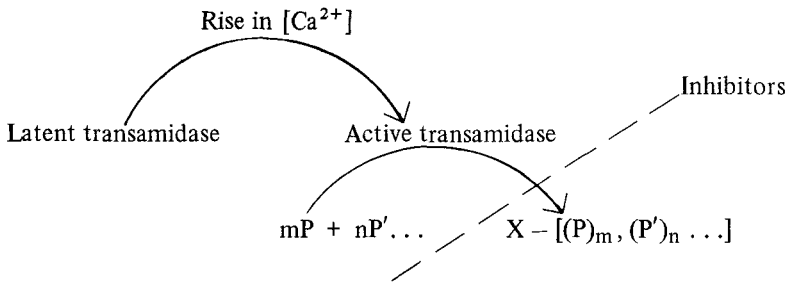 Rise in [Ca²⁺]
Inhibitors
Latent transamidase
Active transamidase
mP + nP′. . .
X – [(P)ₘ, (P′)ₙ . . .]